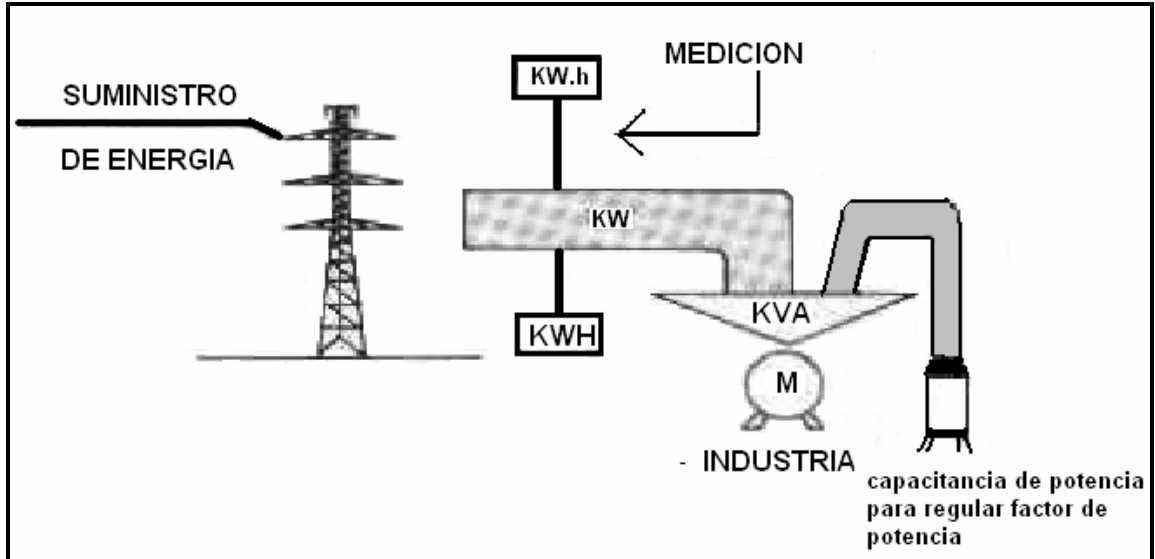 SUMINISTRO
DE ENERGIA
KW.h
MEDICION
KW
KWH
KVA
M
- INDUSTRIA
capacitancia de potencia
para regular factor de
potencia